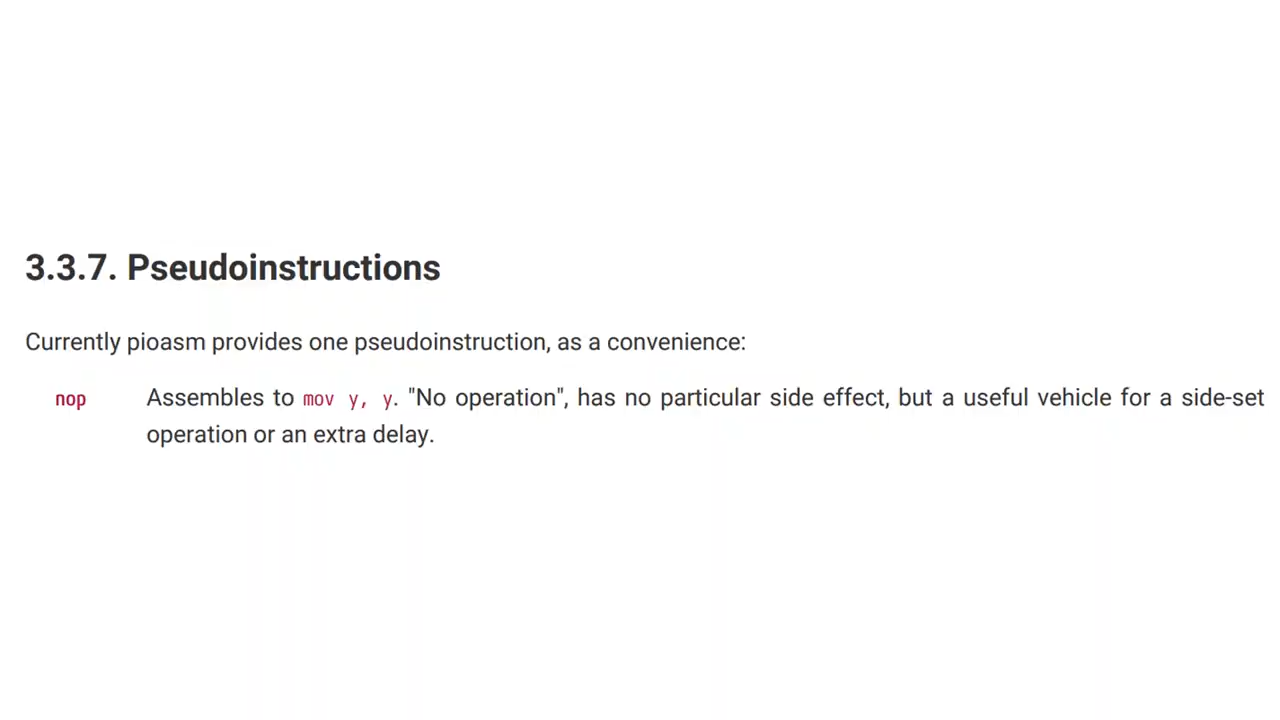 3.3.7. Pseudoinstructions
Currently pioasm provides one pseudoinstruction, as a convenience:
nop Assembles to mov y, y. "No operation", has no particular side effect, but a useful vehicle for a side-set
operation or an extra delay.